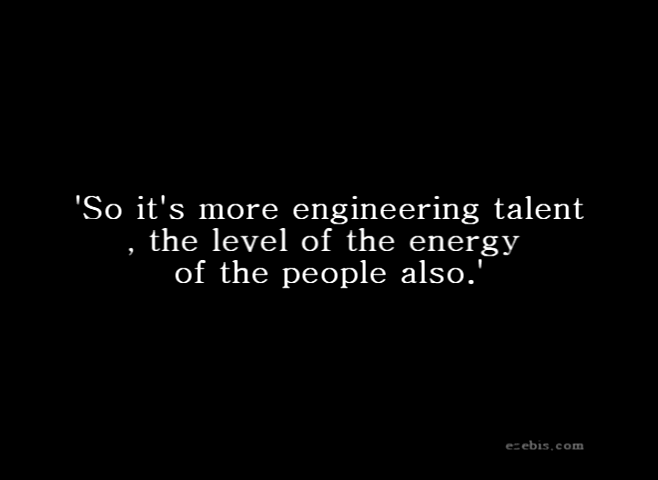 'So it's more engineering talent
, the level of the energy
of the people also.'
ezebis.com